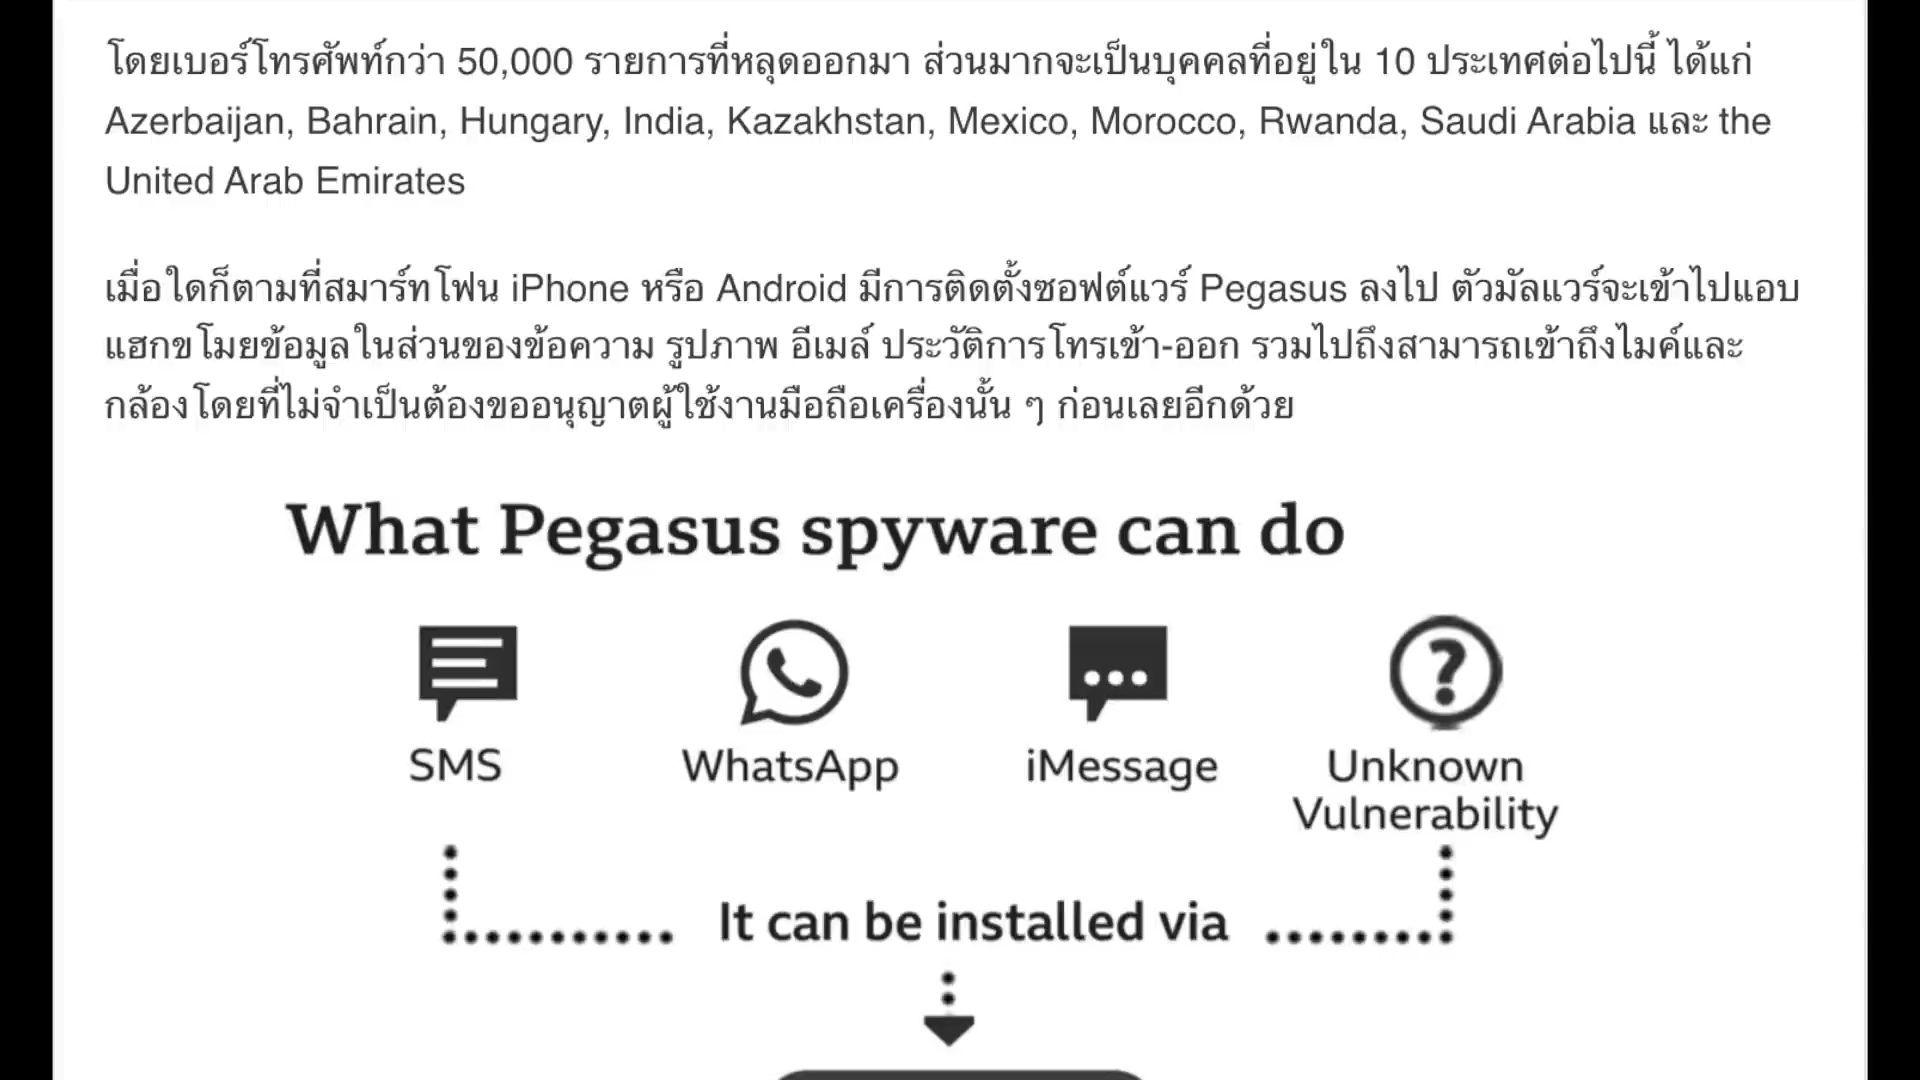 โดยเบอร์โทรศัพท์กว่า 50,000 รายการที่หลุดออกมา ส่วนมากจะเป็นบุคคลที่อยู่ใน 10 ประเทศต่อไปนี้ ได้แก่
Azerbaijan, Bahrain, Hungary, India, Kazakhstan, Mexico, Morocco, Rwanda, Saudi Arabia และ the
United Arab Emirates
เมื่อใดก็ตามที่สมาร์ทโฟน iPhone หรือ Android มีการติดตั้งซอฟต์แวร์ Pegasus ลงไป ตัวมัลแวร์จะเข้าไปแอบ
แฮกขโมยข้อมูลในส่วนของข้อความ รูปภาพ อีเมล์ ประวัติการโทรเข้า-ออก รวมไปถึงสามารถเข้าถึงไมค์และ
กล้องโดยที่ไม่จำเป็นต้องขออนุญาตผู้ใช้งานมือถือเครื่องนั้น ๆ ก่อนเลยอีกด้วย
What Pegasus spyware can do
SMS
WhatsApp
iMessage
Unknown
Vulnerability
It can be installed via